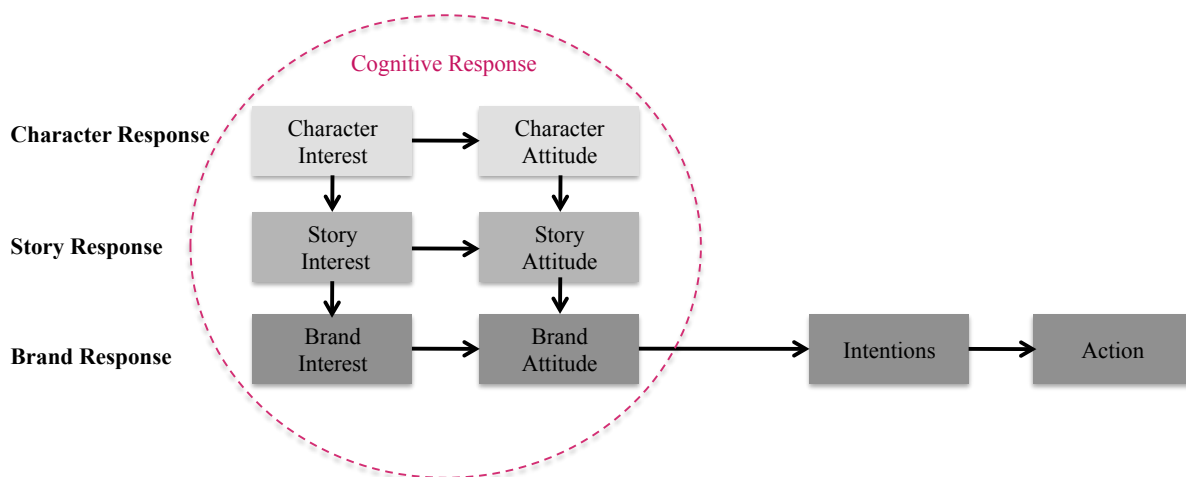 Cognitive Response
Character Response
Character
Interest
Character
Attitude
Story Response
Story
Interest
Story
Attitude
Brand Response
Brand
Interest
Brand
Attitude
Intentions
Action